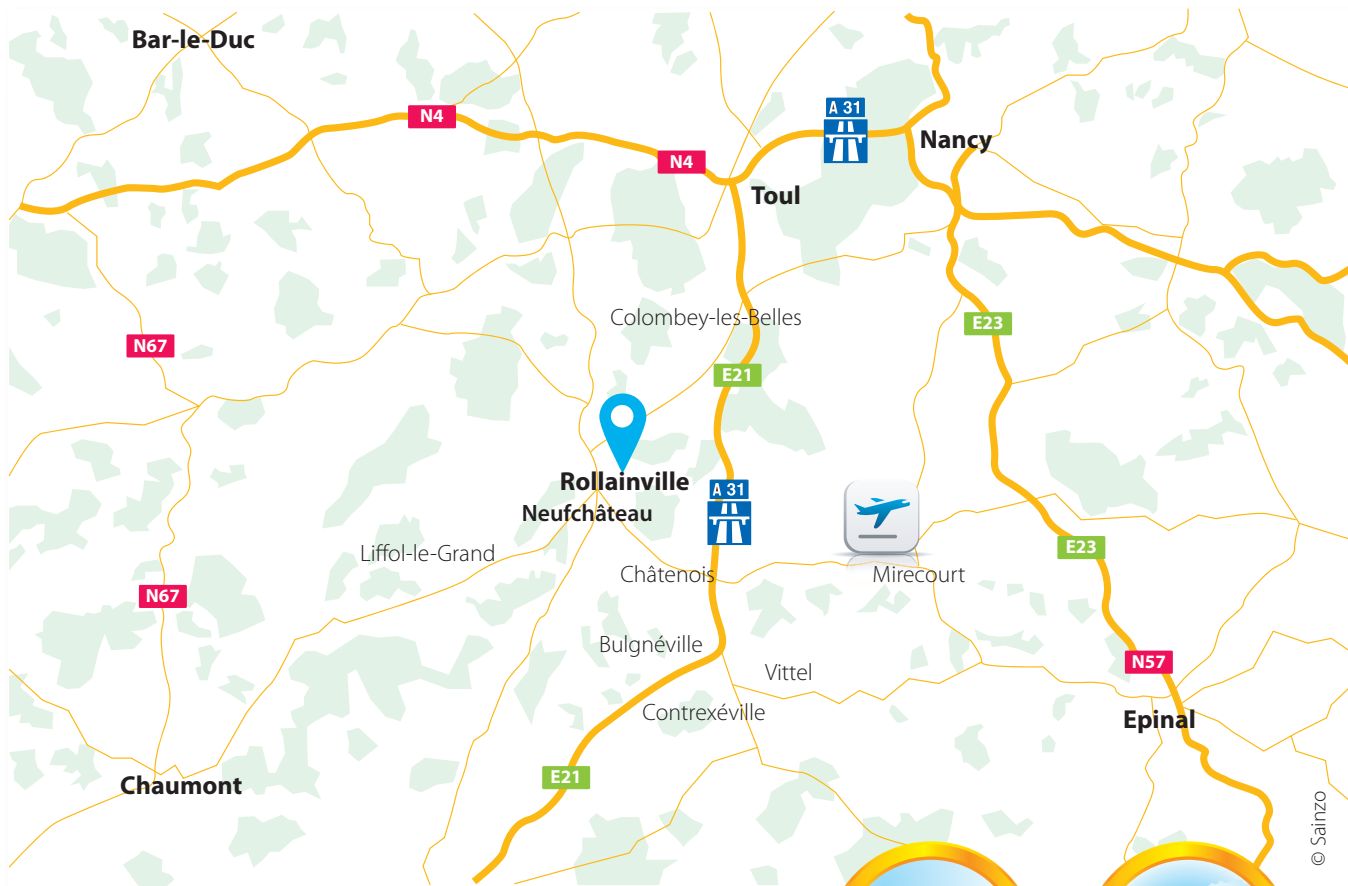 Bar-le-Duc
N4
A 31
Nancy
N4
Toul
Colombey-les-Belles
E23
N67
E21
Rollainville
A 31
Neufchâteau
Liffol-le-Grand
E23
Châtenois
Mirecourt
N67
Bulgnéville
Vittel
N57
Contrexéville
Epinal
E21
Chaumont
© Sainzo